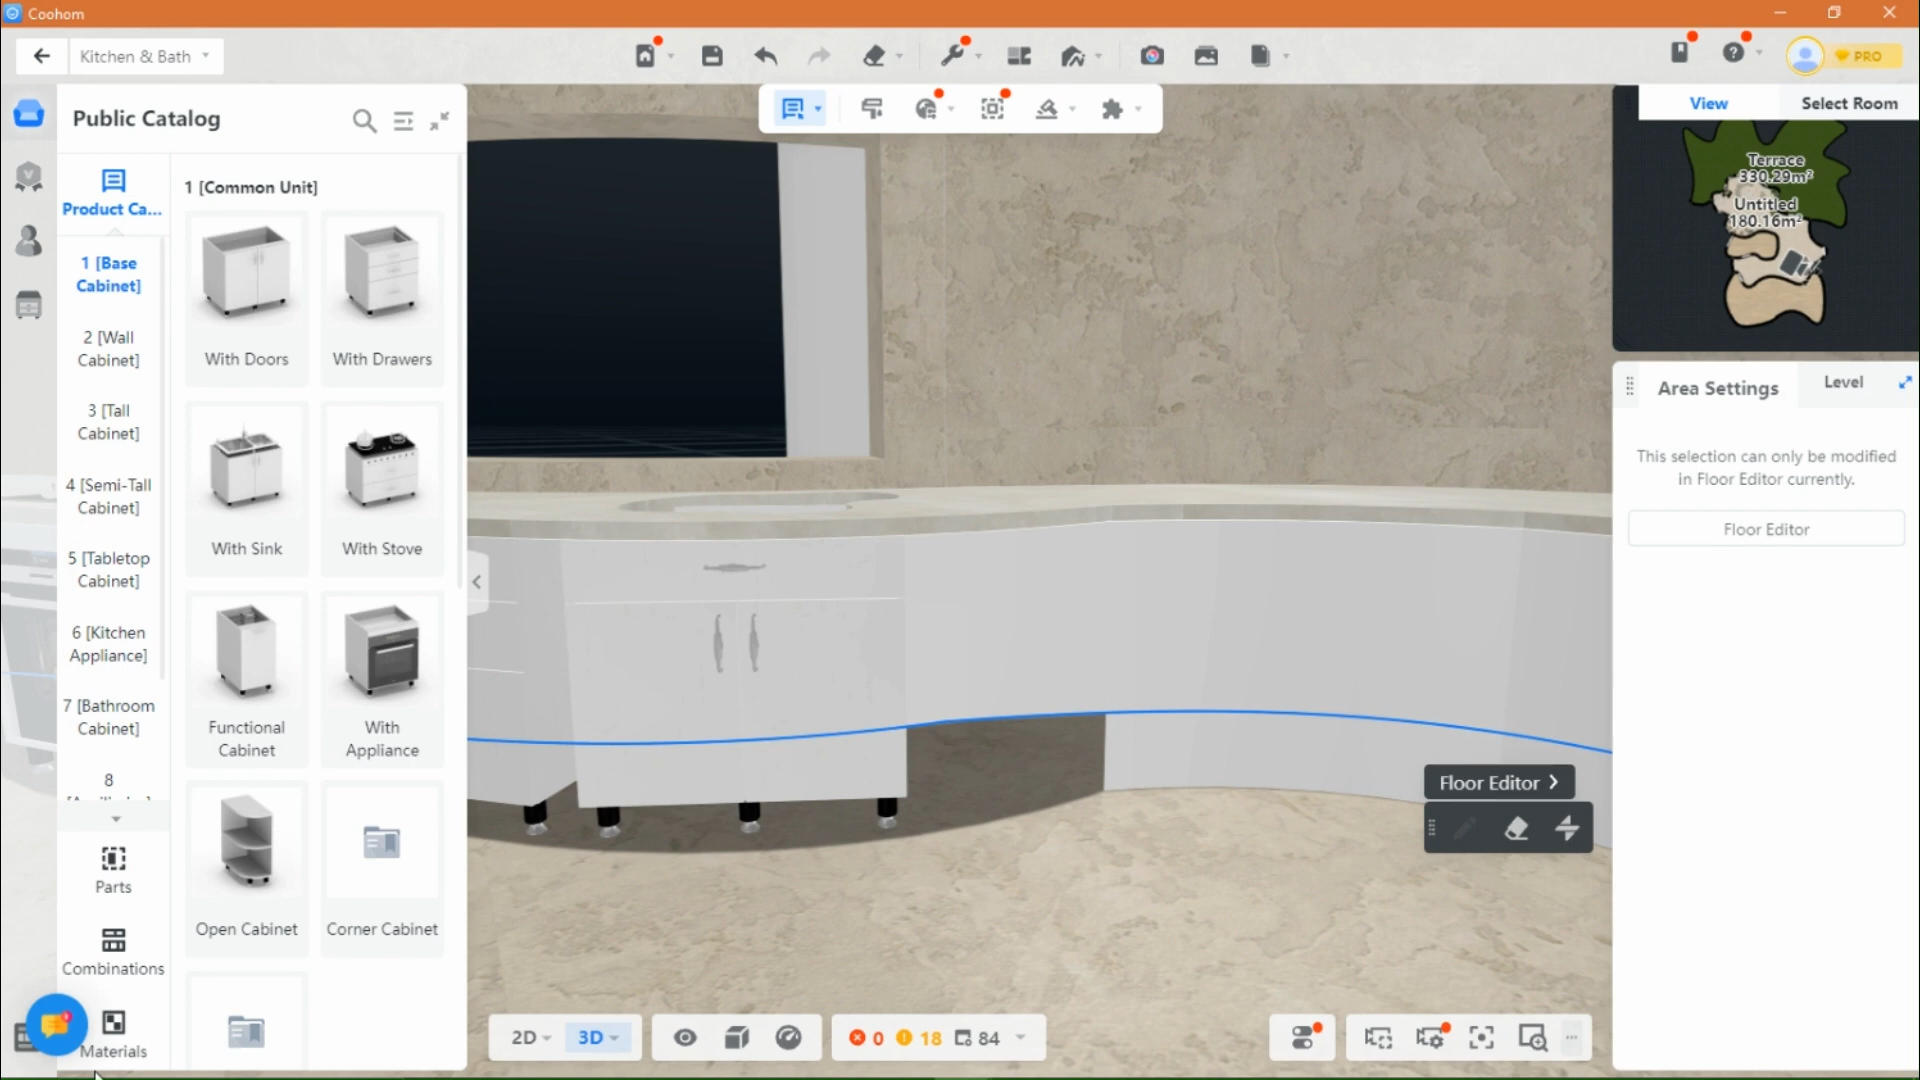 Coohom
Kitchen & Bath
PRO
Public Catalog
View
Select Room
Product Ca...
1 [Common Unit]
Terrace
330.29m²
Untitled
180.16m²
1 [Base
Cabinet]
2 [Wall
Cabinet]
3 [Tall
Cabinet]
4 [Semi-Tall
Cabinet]
5 [Tabletop
Cabinet]
6 [Kitchen
Appliance]
7 [Bathroom
Cabinet]
8
With Doors
With Drawers
With Sink
With Stove
Functional
Cabinet
With
Appliance
Open Cabinet
Corner Cabinet
Parts
Combinations
Materials
Area Settings
Level
This selection can only be modified
in Floor Editor currently.
Floor Editor
Floor Editor >
2D
3D
0
18
84